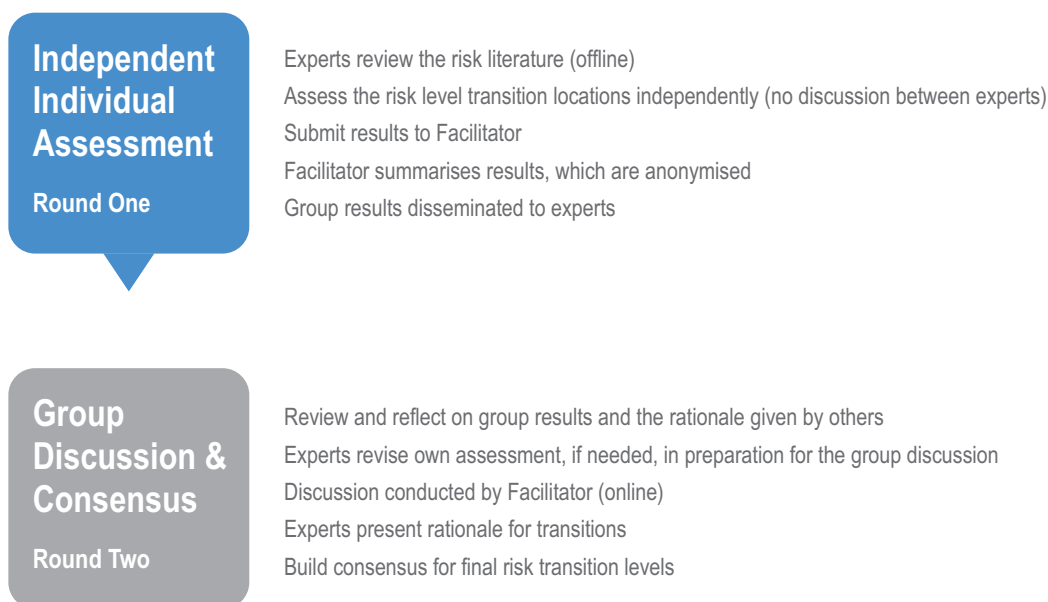 Independent
Individual
Assessment
Round One
Experts review the risk literature (offline)
Assess the risk level transition locations independently (no discussion between experts)
Submit results to Facilitator
Facilitator summarises results, which are anonymised
Group results disseminated to experts
Group
Discussion &
Consensus
Round Two
Review and reflect on group results and the rationale given by others
Experts revise own assessment, if needed, in preparation for the group discussion
Discussion conducted by Facilitator (online)
Experts present rationale for transitions
Build consensus for final risk transition levels